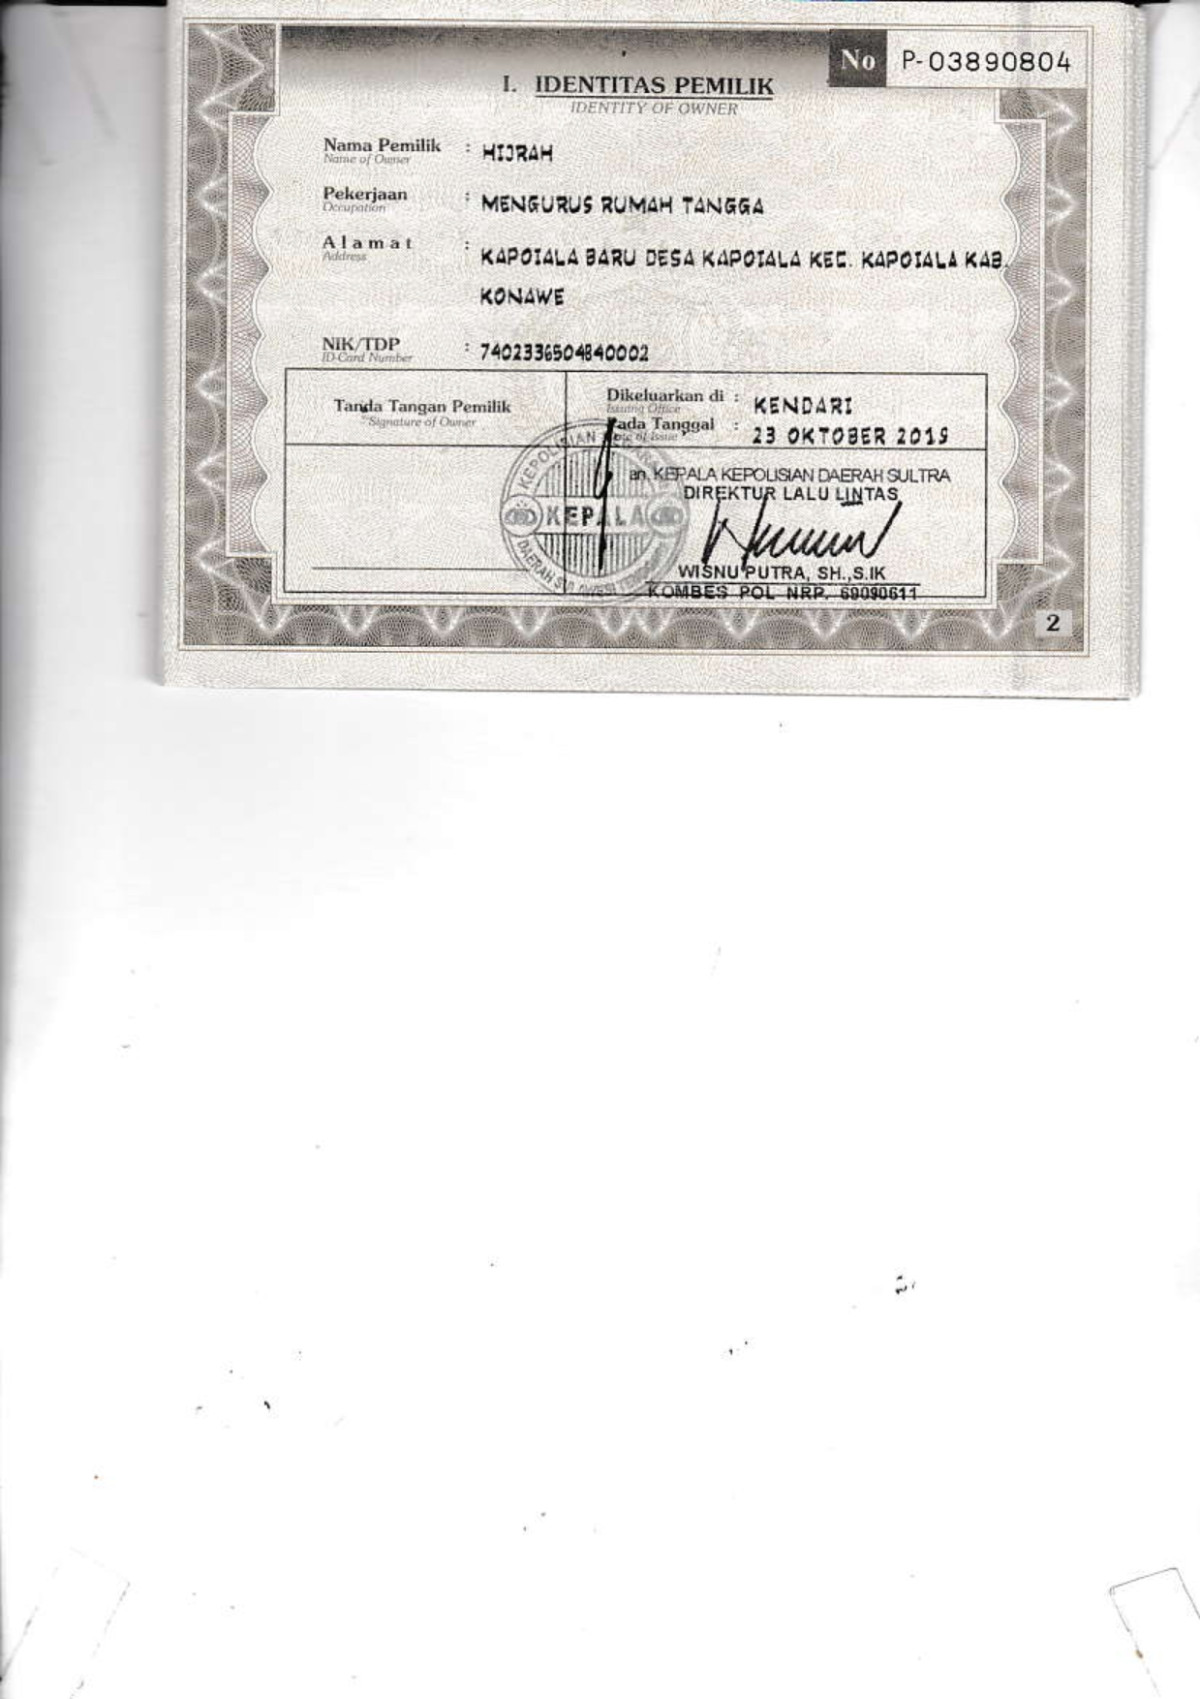 No P-03890804
I. IDENTITAS PEMILIK
IDENTITY OF OWNER
Nama Pemilik : HIJRAH
Name of Owner
Pekerjaan : MENGURUS RUMAH TANGGA
Occupation
Alamat : KAPOIALA BARU DESA KAPOIALA KEC. KAPOIALA KAB.
Address
KONAWE
NIK/TDP : 7402336504840002
ID-Card Number
Tanda Tangan Pemilik
Signature of Owner
Dikeluarkan di : KENDARI
Issuing Office
Pada Tanggal : 23 OKTOBER 2019
Date of Issue
an. KEPALA KEPOLISIAN DAERAH SULTRA
DIREKTUR LALU LINTAS
KEPOLISIAN
KEPALA
DAERAH
WISNU PUTRA, SH.,S.IK
KOMBES POL NRP. 69090611
2